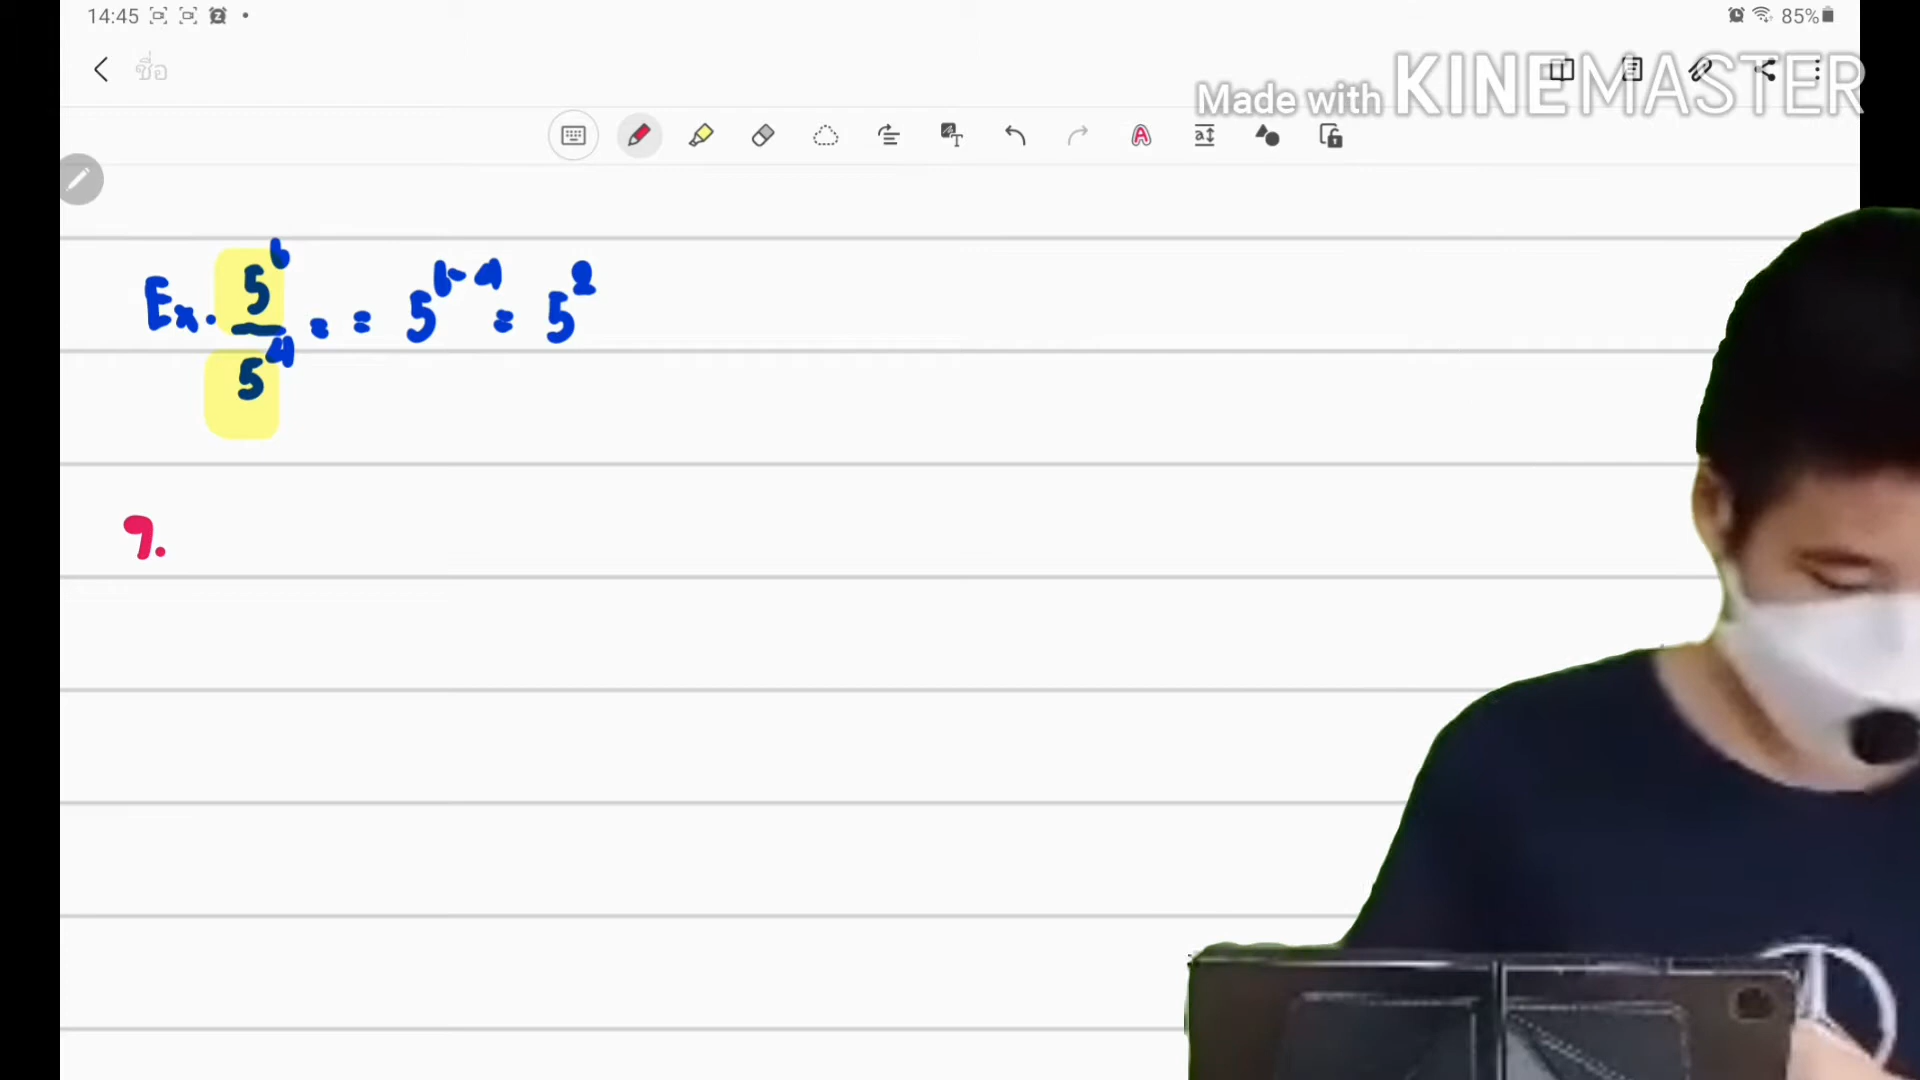 14:45
85%
ชื่อ
Made with KINEMASTER
Ex. 5^6/5^4 = = 5^6-4 = 5^2
7.